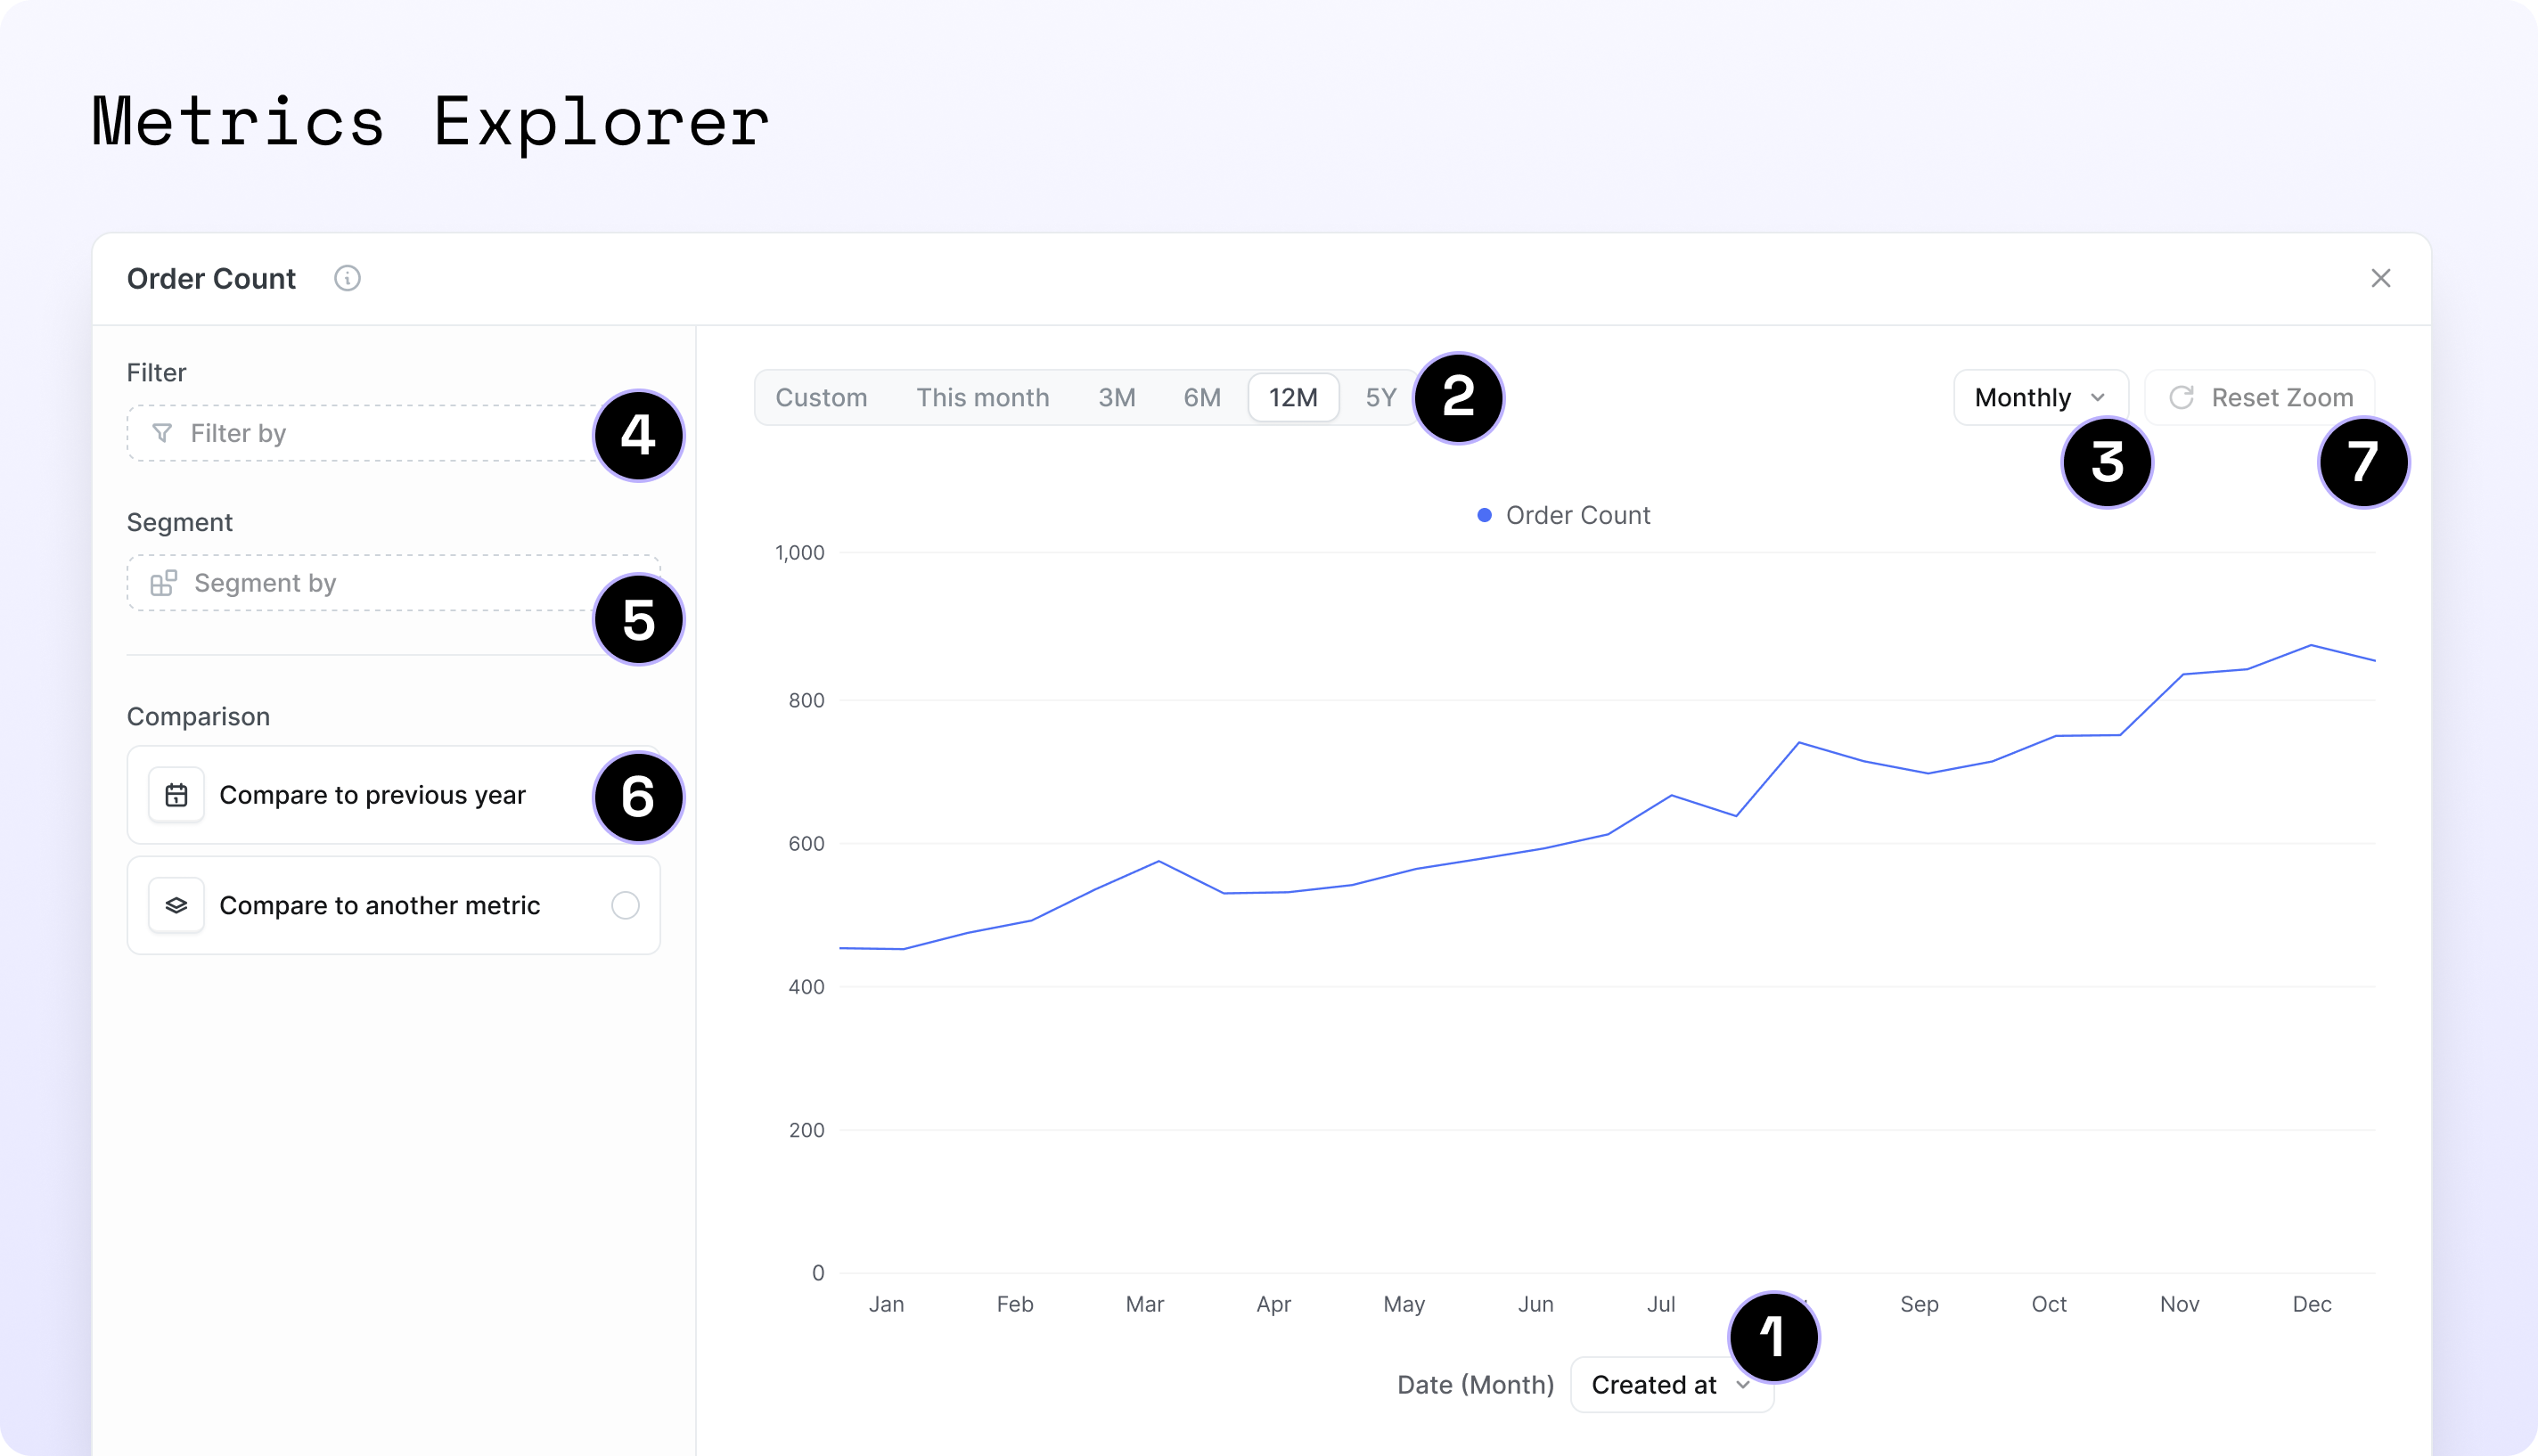 Metrics Explorer
Order Count
Filter
Filter by
4
Segment
Segment by
5
Comparison
Compare to previous year
6
Compare to another metric
Custom This month 3M 6M 12M 5Y
2
Monthly
3
Reset Zoom
7
Order Count
1,000
800
600
400
200
0
Jan Feb Mar Apr May Jun Jul Sep Oct Nov Dec
1
Date (Month) Created at